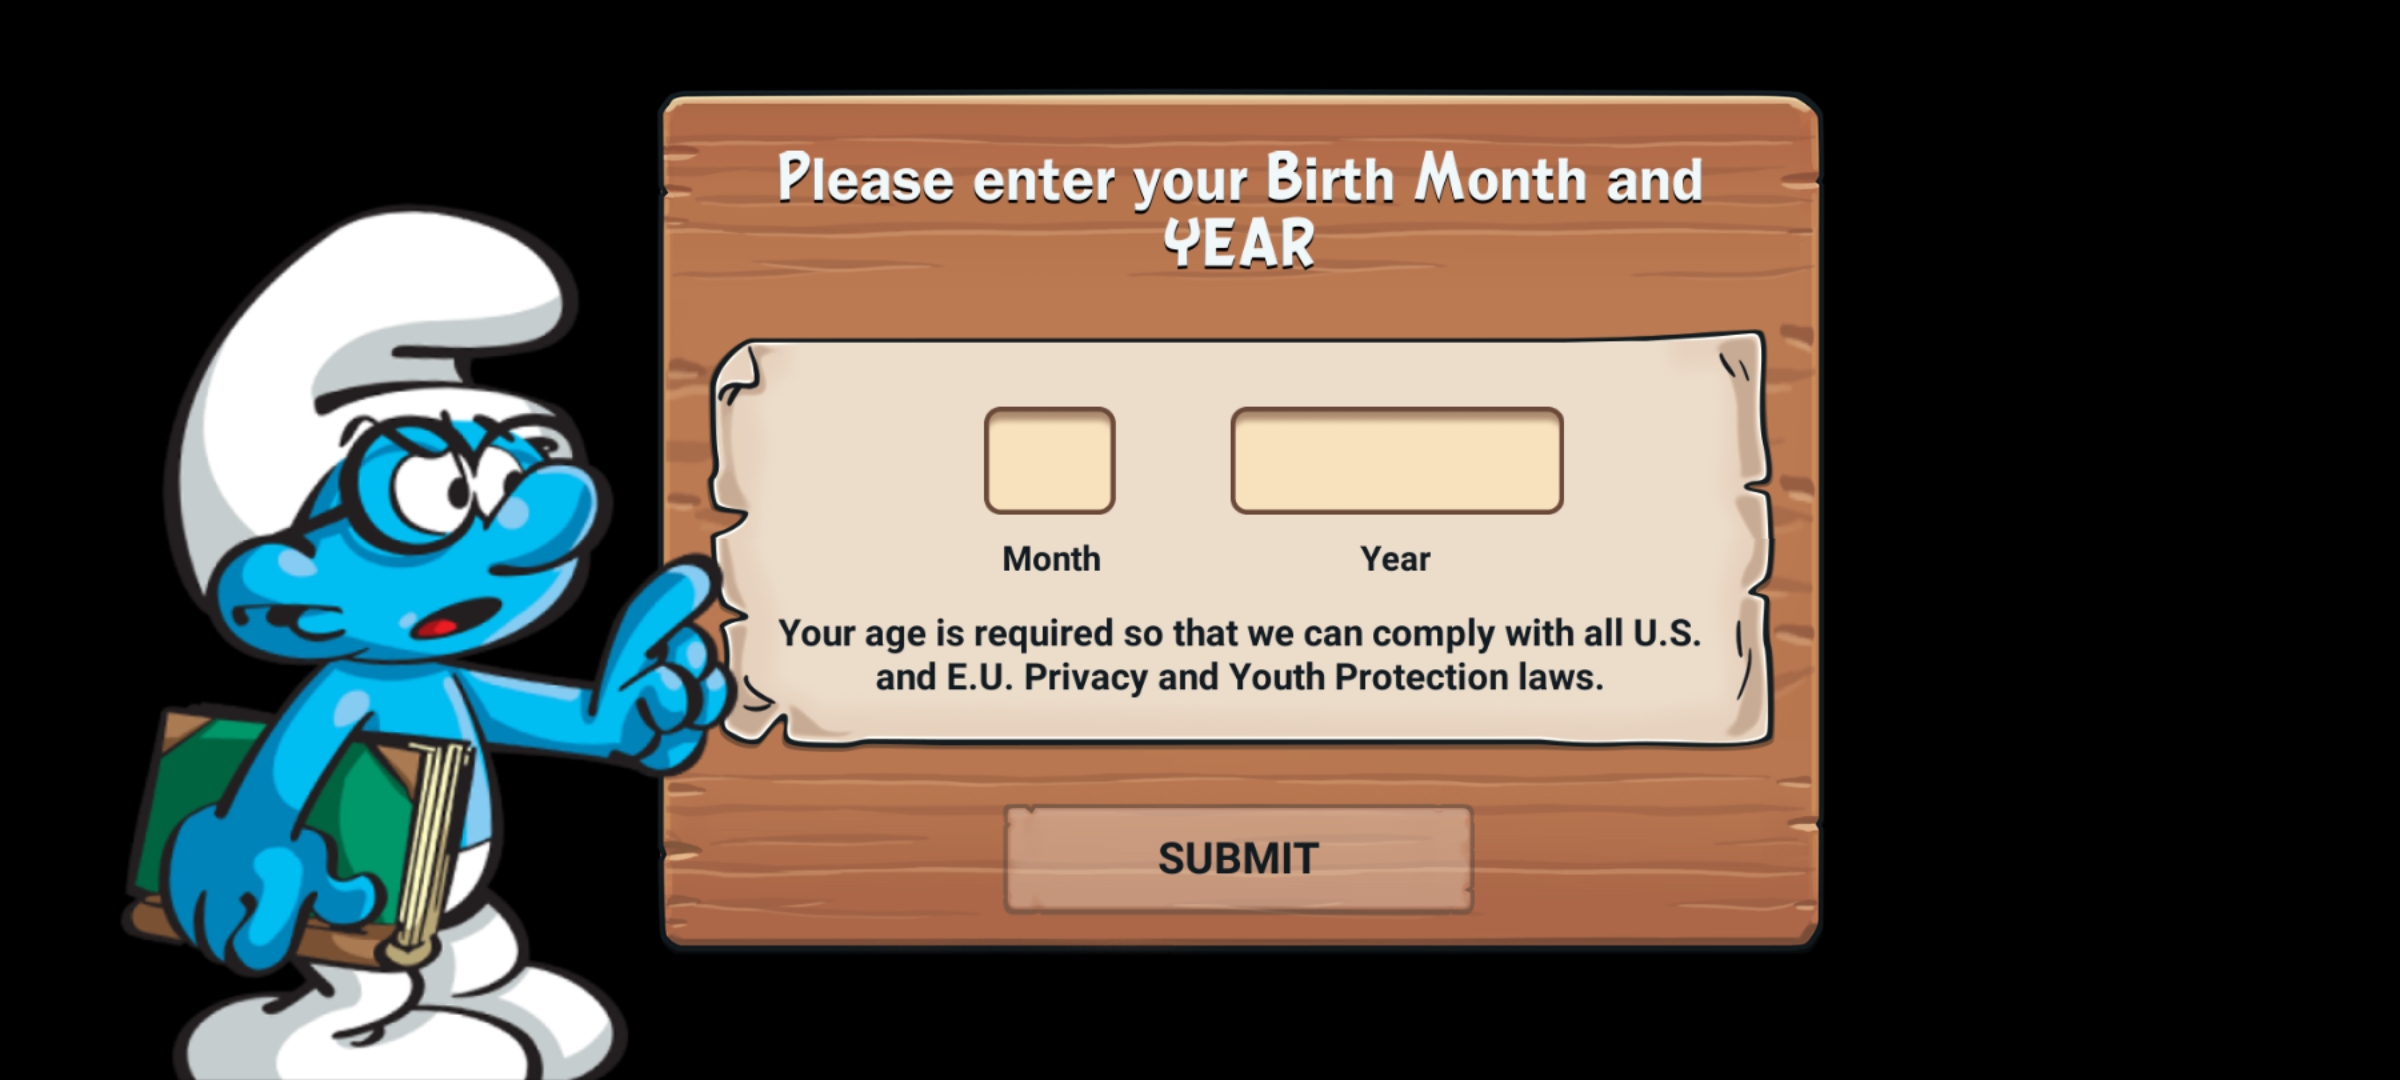 Please enter your Birth Month and
YEAR
Month
Year
Your age is required so that we can comply with all U.S.
and E.U. Privacy and Youth Protection laws.
SUBMIT